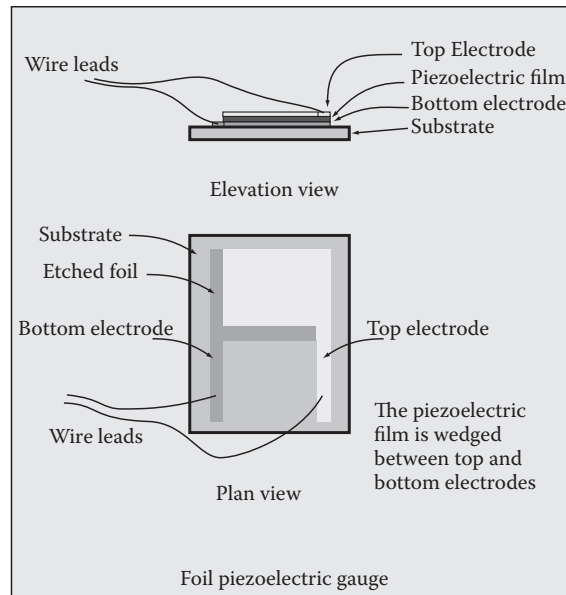 Wire leads
Top Electrode
Piezoelectric film
Bottom electrode
Substrate
Elevation view
Substrate
Etched foil
Bottom electrode
Top electrode
Wire leads
The piezoelectric
film is wedged
between top and
bottom electrodes
Plan view
Foil piezoelectric gauge